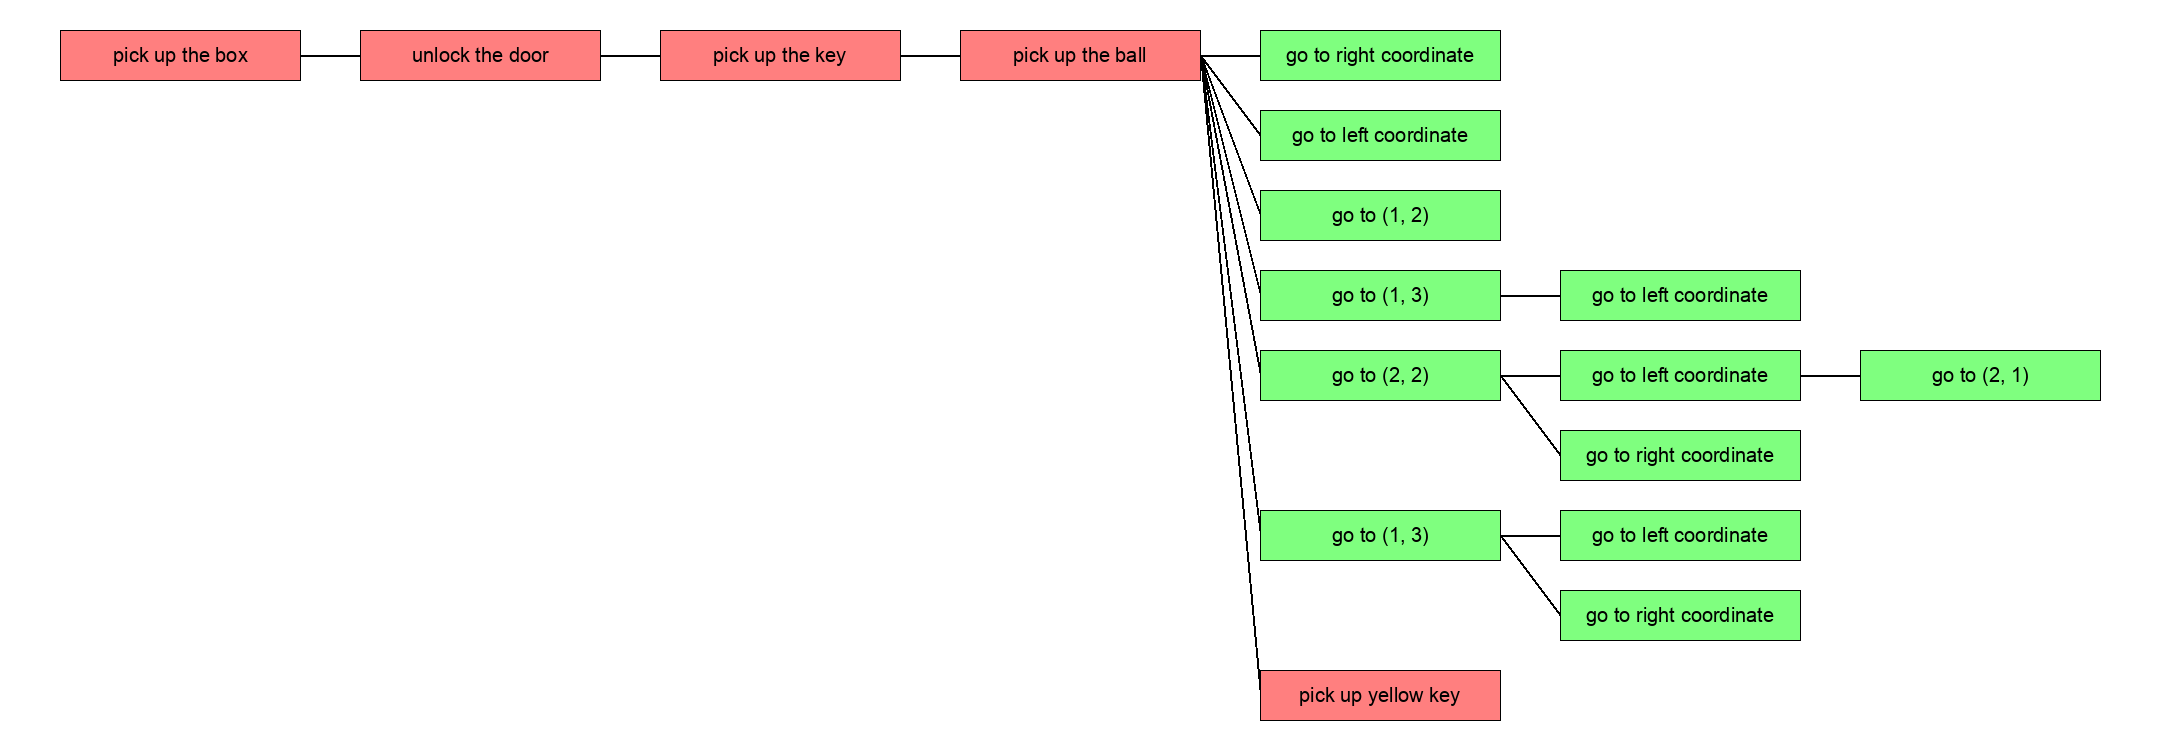 pick up the box
unlock the door
pick up the key
pick up the ball
go to right coordinate
go to left coordinate
go to (1, 2)
go to (1, 3)
go to left coordinate
go to (2, 2)
go to left coordinate
go to (2, 1)
go to right coordinate
go to (1, 3)
go to left coordinate
go to right coordinate
pick up yellow key